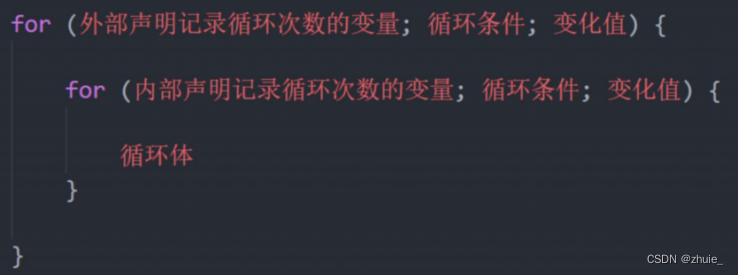 for (外部声明记录循环次数的变量; 循环条件; 变化值) {
for (内部声明记录循环次数的变量; 循环条件; 变化值) {
循环体
}
}
CSDN @zhuie_